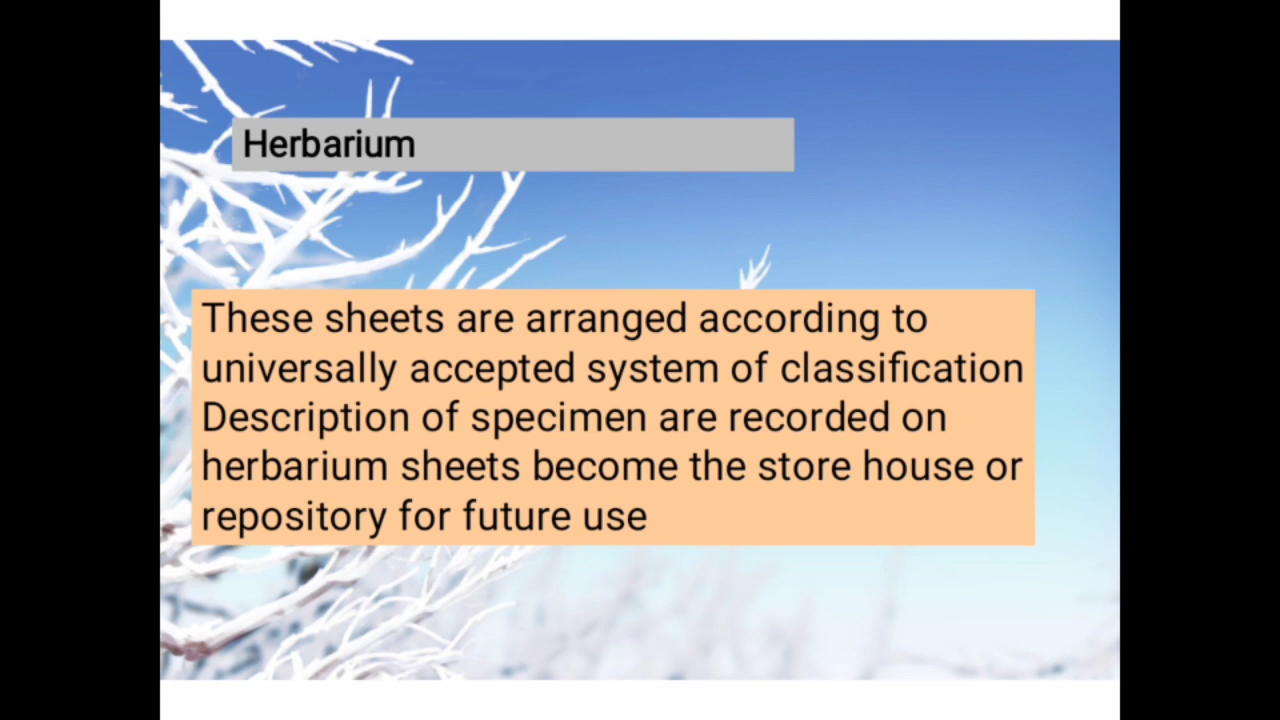 Herbarium
These sheets are arranged according to
universally accepted system of classification
Description of specimen are recorded on
herbarium sheets become the store house or
repository for future use